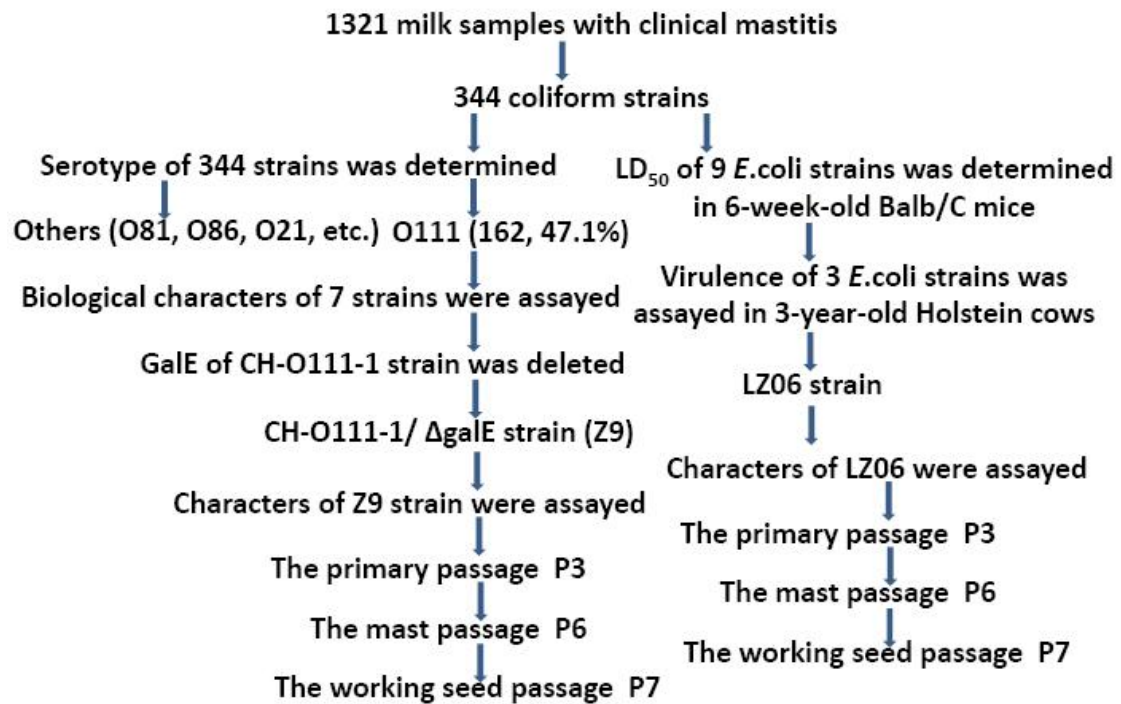 1321 milk samples with clinical mastitis
344 coliform strains
Serotype of 344 strains was determined
Others (O81, O86, O21, etc.)
O111 (162, 47.1%)
Biological characters of 7 strains were assayed
GalE of CH-O111-1 strain was deleted
CH-O111-1/ ΔgalE strain (Z9)
Characters of Z9 strain were assayed
The primary passage P3
The mast passage P6
The working seed passage P7
LD50 of 9 E.coli strains was determined
in 6-week-old Balb/C mice
Virulence of 3 E.coli strains was
assayed in 3-year-old Holstein cows
LZ06 strain
Characters of LZ06 were assayed
The primary passage P3
The mast passage P6
The working seed passage P7